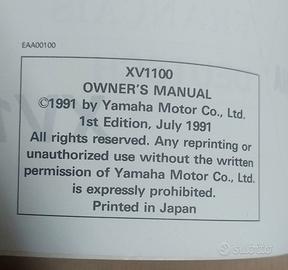 EAA00100
XV1100
OWNER'S MANUAL
©1991 by Yamaha Motor Co., Ltd.
1st Edition, July 1991
All rights reserved. Any reprinting or
unauthorized use without the written
permission of Yamaha Motor Co., Ltd.
is expressly prohibited.
Printed in Japan
subito